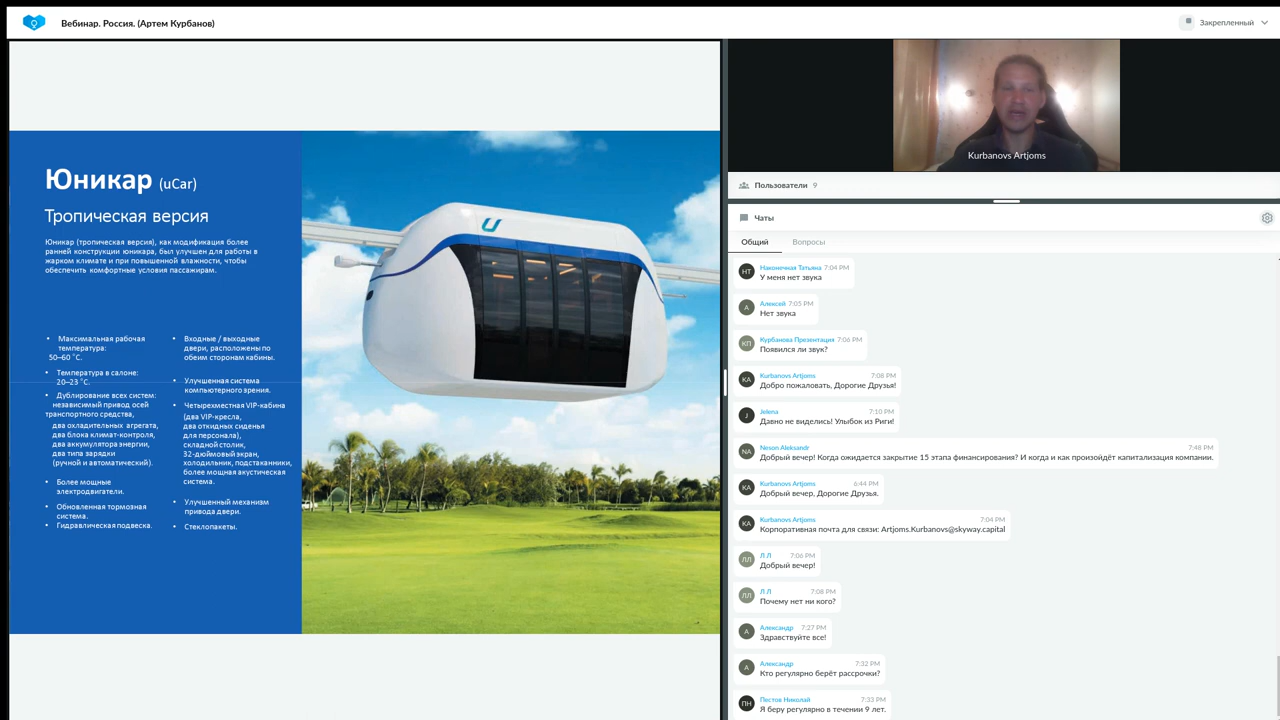 Вебинар. Россия. (Артем Курбанов)
Закрепленный
Юникар (uCar)
Тропическая версия
Юникар (тропическая версия), как модификация более
ранней конструкции юникара, был улучшен для работы в
жарком климате и при повышенной влажности, чтобы
обеспечить комфортные условия пассажирам.
• Максимальная рабочая
температура:
50–60 °C.
• Температура в салоне:
20–23 °C.
• Дублирование всех систем:
независимый привод осей
транспортного средства,
два охладительных агрегата,
два блока климат-контроля,
два аккумулятора энергии,
два типа зарядки
(ручной и автоматический).
• Более мощные
электродвигатели.
• Обновленная тормозная
система.
• Гидравлическая подвеска.
• Входные / выходные
двери, расположены по
обеим сторонам кабины.
• Улучшенная система
компьютерного зрения.
• Четырехместная VIP-кабина
(два VIP-кресла,
два откидных сиденья
для персонала),
складной столик,
32-дюймовый экран,
холодильник, подстаканники,
более мощная акустическая
система.
• Улучшенный механизм
привода двери.
• Стеклопакеты.
U
Kurbanovs Artjoms
Пользователи 9
Чаты
Общий Вопросы
НТ Наконечная Татьяна 7:04 PM
У меня нет звука
А Алексей 7:05 PM
Нет звука
КП Курбанова Презентация 7:06 PM
Появился ли звук?
KA Kurbanovs Artjoms 7:08 PM
Добро пожаловать, Дорогие Друзья!
J Jelena 7:10 PM
Давно не виделись! Улыбок из Риги!
NA Neson Aleksandr 7:48 PM
Добрый вечер! Когда ожидается закрытие 15 этапа финансирования? И когда и как произойдёт капитализация компании.
KA Kurbanovs Artjoms 6:44 PM
Добрый вечер, Дорогие Друзья.
KA Kurbanovs Artjoms 7:04 PM
Корпоративная почта для связи: Artjoms.Kurbanovs@skyway.capital
ЛЛ Л Л 7:06 PM
Добрый вечер!
ЛЛ Л Л 7:08 PM
Почему нет ни кого?
А Александр 7:27 PM
Здравствуйте все!
А Александр 7:32 PM
Кто регулярно берёт рассрочки?
ПН Пестов Николай 7:33 PM
Я беру регулярно в течении 9 лет.